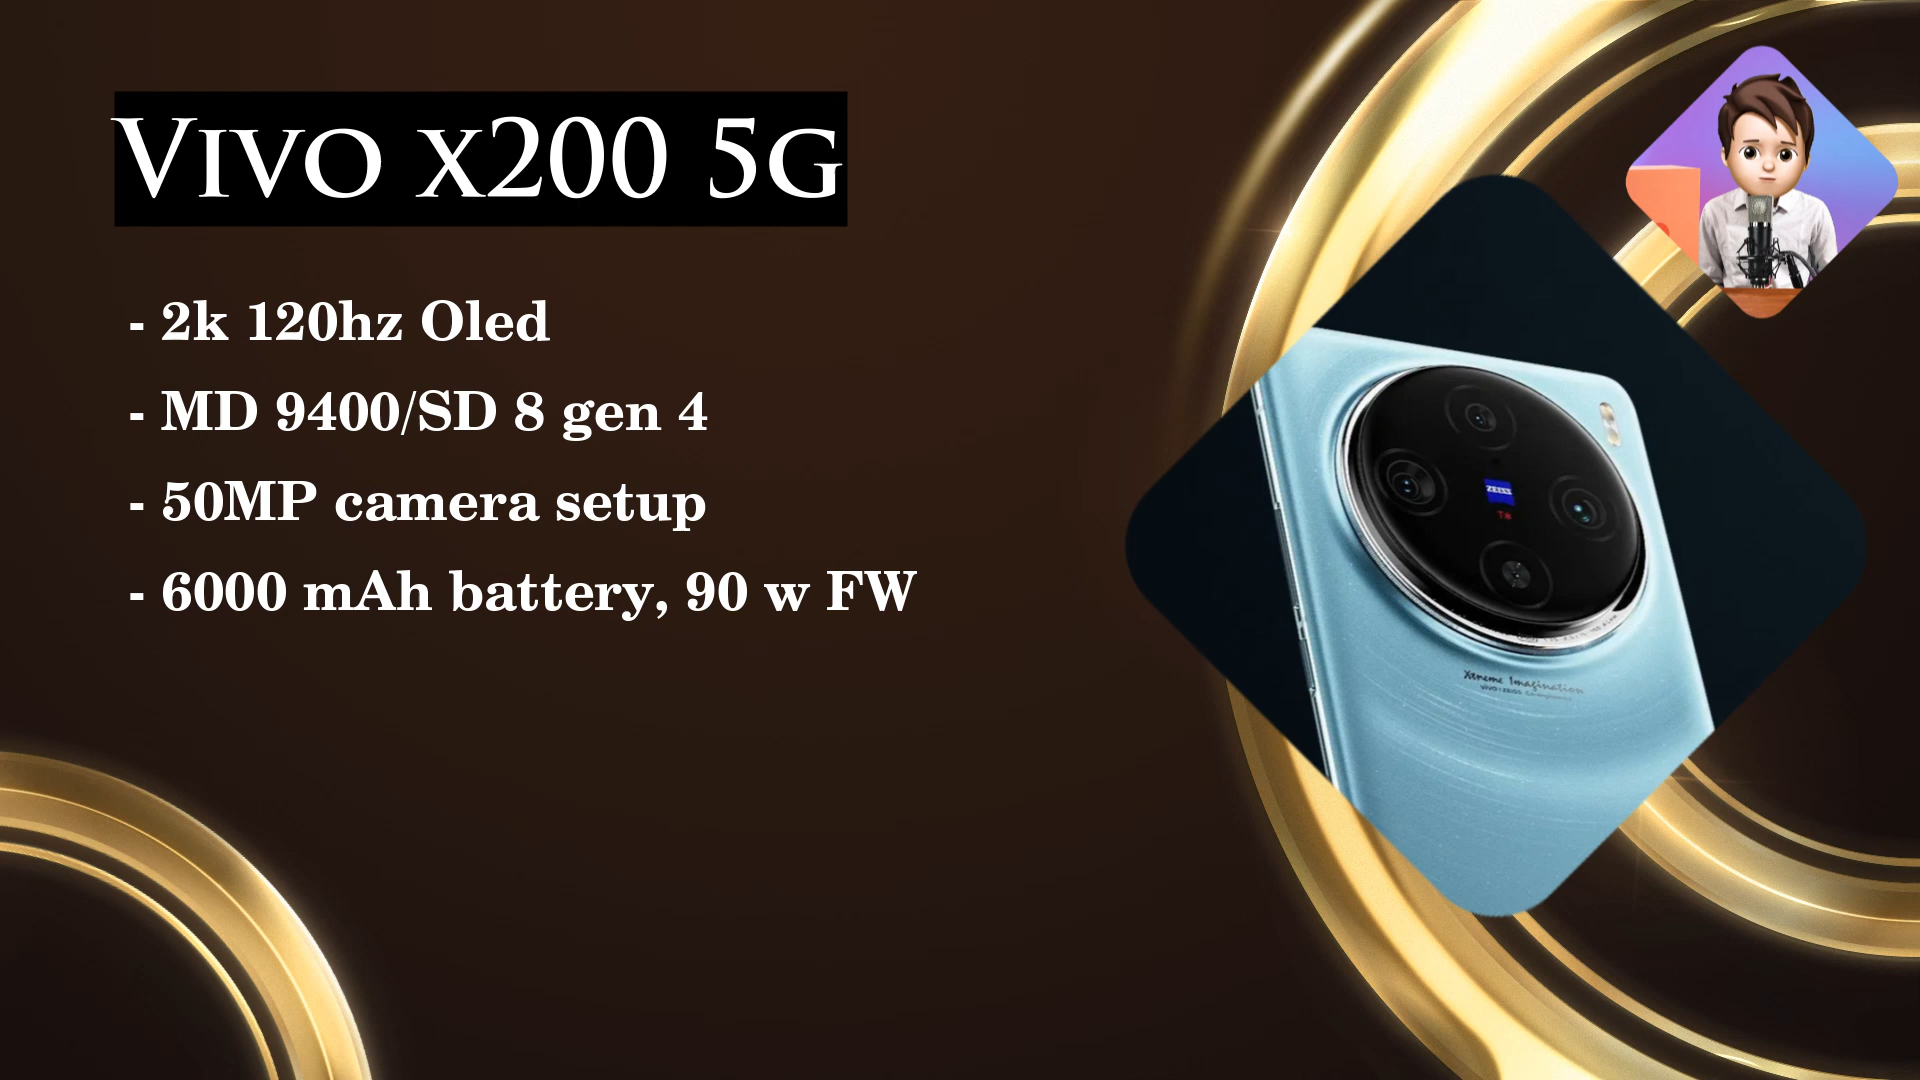 Vivo x200 5G
- 2k 120hz Oled
- MD 9400/SD 8 gen 4
- 50MP camera setup
- 6000 mAh battery, 90 w FW
ZEISS
T*
Xtreme Imagination